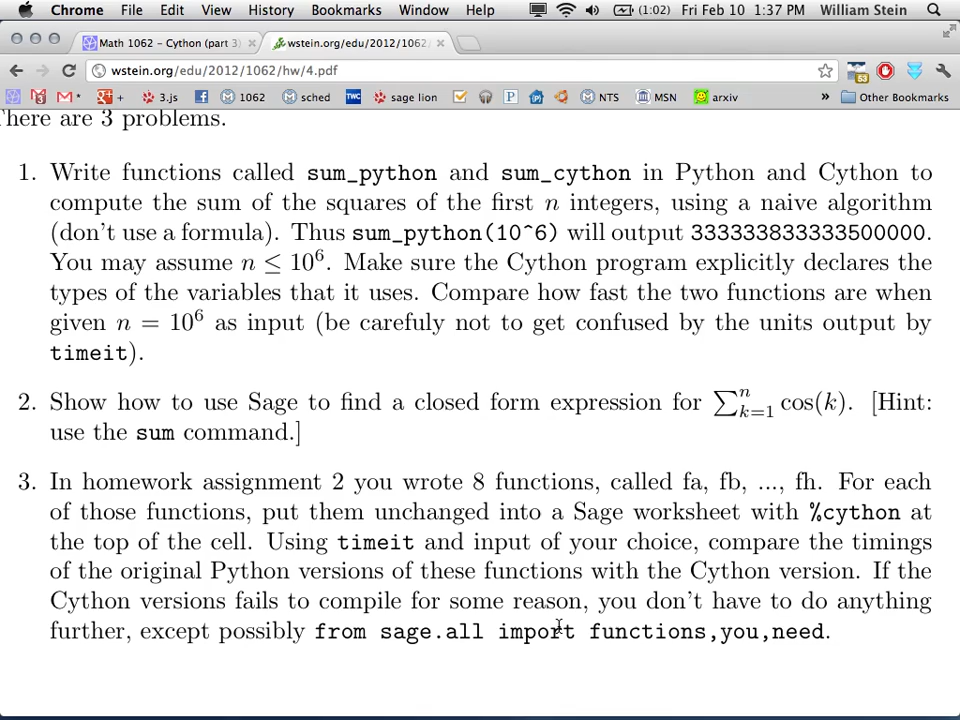 Chrome File Edit View History Bookmarks Window Help (1:02) Fri Feb 10 1:37 PM William Stein
Math 1062 – Cython (part 3) wstein.org/edu/2012/1062/
wstein.org/edu/2012/1062/hw/4.pdf
+ 3.js 1062 sched TWC sage lion NTS MSN arxiv » Other Bookmarks
There are 3 problems.
1. Write functions called sum_python and sum_cython in Python and Cython to
compute the sum of the squares of the first n integers, using a naive algorithm
(don't use a formula). Thus sum_python(10^6) will output 333333833333500000.
You may assume n ≤ 10⁶. Make sure the Cython program explicitly declares the
types of the variables that it uses. Compare how fast the two functions are when
given n = 10⁶ as input (be carefuly not to get confused by the units output by
timeit).
2. Show how to use Sage to find a closed form expression for ∑ⁿₖ₌₁ cos(k). [Hint:
use the sum command.]
3. In homework assignment 2 you wrote 8 functions, called fa, fb, ..., fh. For each
of those functions, put them unchanged into a Sage worksheet with %cython at
the top of the cell. Using timeit and input of your choice, compare the timings
of the original Python versions of these functions with the Cython version. If the
Cython versions fails to compile for some reason, you don't have to do anything
further, except possibly from sage.all import functions,you,need.